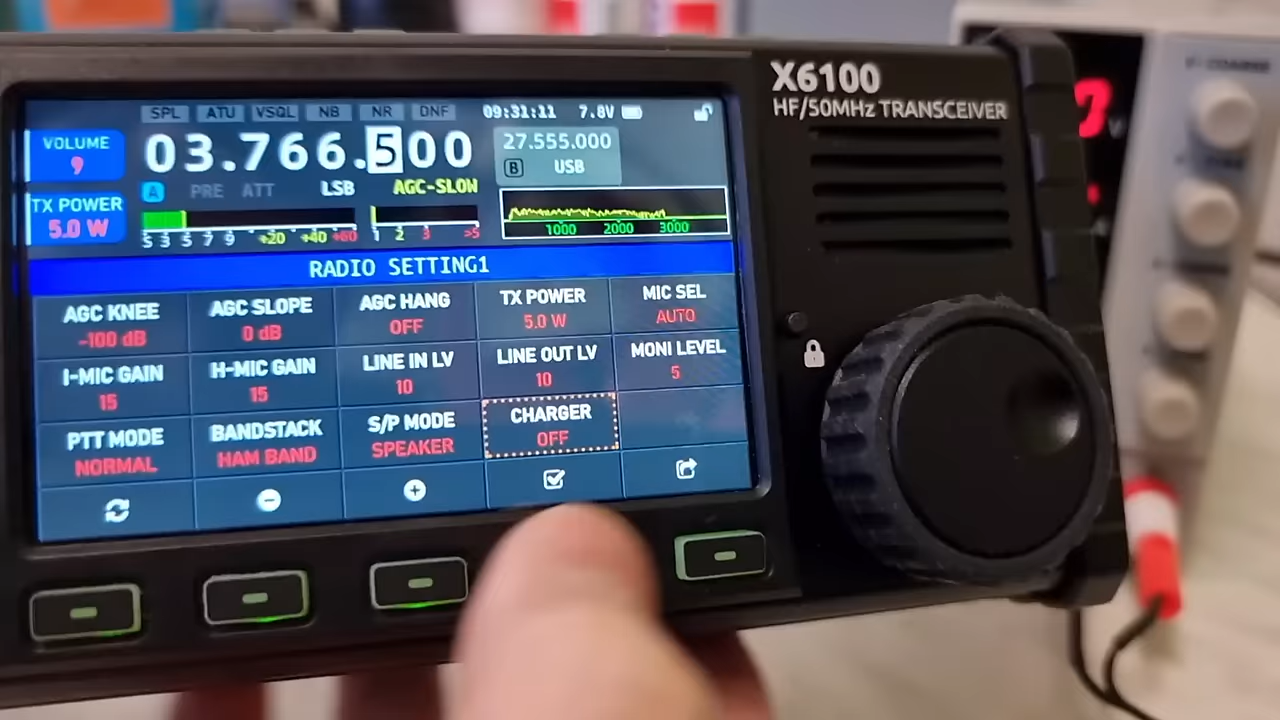 X6100
HF/50MHz TRANSCEIVER
SPL ATU VSQL NB NR DNF 09:31:11 7.8V
VOLUME
9
03.766.500
27.555.000
B USB
A PRE ATT LSB AGC-SLOW
TX POWER
5.0 W
S 3 5 7 9 +20 +40 +60 1 2 3 >5
1000 2000 3000
RADIO SETTING1
AGC KNEE AGC SLOPE AGC HANG TX POWER MIC SEL
-100 dB 0 dB OFF 5.0 W AUTO
I-MIC GAIN H-MIC GAIN LINE IN LV LINE OUT LV MONI LEVEL
15 15 10 10 5
PTT MODE BANDSTACK S/P MODE CHARGER
NORMAL HAM BAND SPEAKER OFF